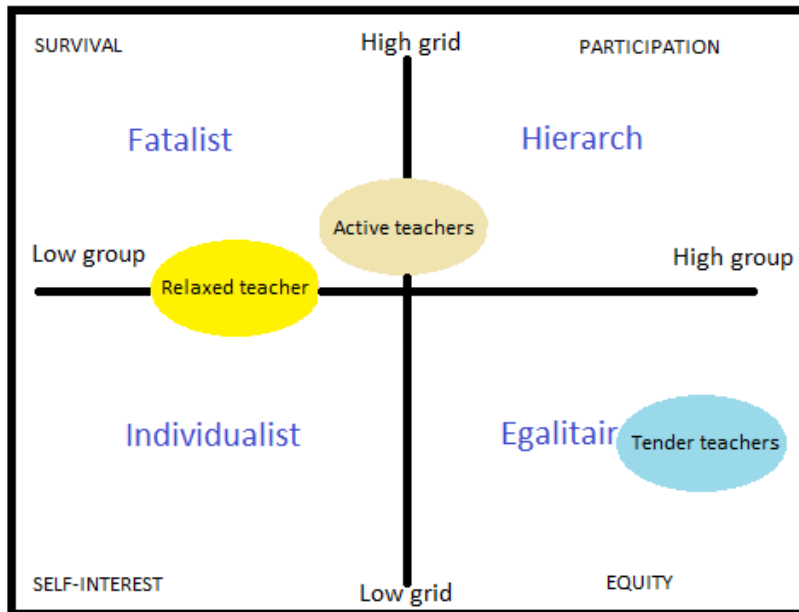 SURVIVAL
High grid
PARTICIPATION
Fatalist
Hierarch
Active teachers
Low group
High group
Relaxed teacher
Individualist
Egalitair
Tender teachers
SELF-INTEREST
Low grid
EQUITY